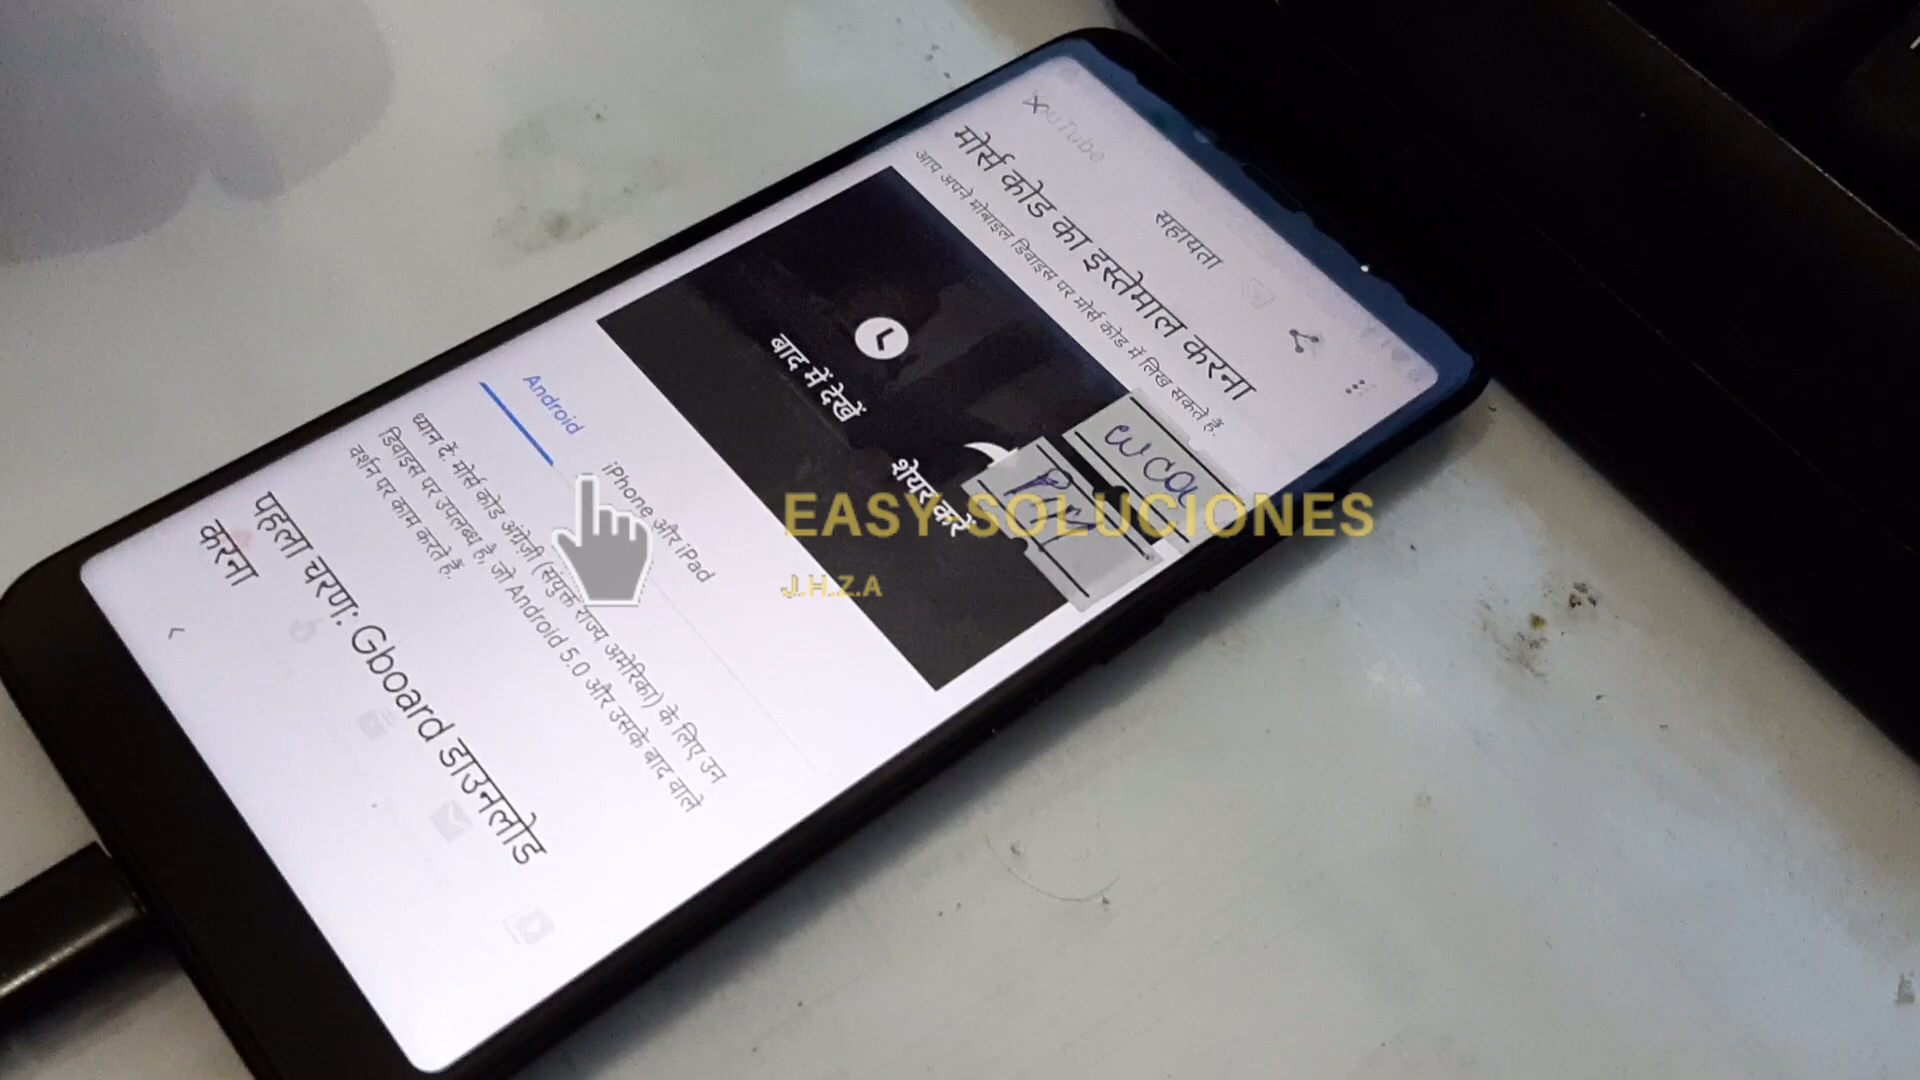 YouTube
सहायता
मोर्स कोड का इस्तेमाल करना
आप अपने मोबाइल डिवाइस पर मोर्स कोड में लिख सकते हैं.
बाद में देखें
शेयर करें
EASY SOLUCIONES
J.H.Z.A
Android
iPhone और iPad
ध्यान दें: मोर्स कोड अंग्रेज़ी (संयुक्त राज्य अमेरिका) के लिए उन
डिवाइस पर उपलब्ध है, जो Android 5.0 और उसके बाद वाले
वर्शन पर काम करते हैं.
पहला चरण: Gboard डाउनलोड
करना